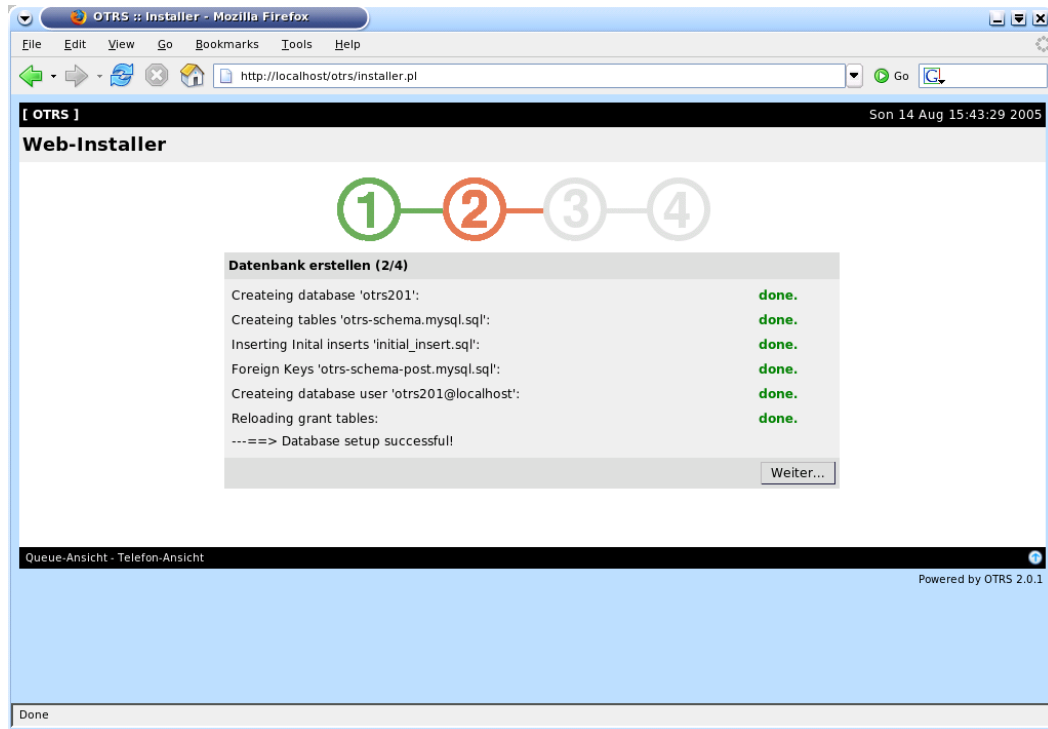 OTRS :: Installer - Mozilla Firefox
File Edit View Go Bookmarks Tools Help
http://localhost/otrs/installer.pl Go G
[ OTRS ] Son 14 Aug 15:43:29 2005
Web-Installer
1 2 3 4
Datenbank erstellen (2/4)
Createing database 'otrs201': done.
Createing tables 'otrs-schema.mysql.sql': done.
Inserting Inital inserts 'initial_insert.sql': done.
Foreign Keys 'otrs-schema-post.mysql.sql': done.
Createing database user 'otrs201@localhost': done.
Reloading grant tables: done.
---==> Database setup successful!
Weiter...
Queue-Ansicht - Telefon-Ansicht
Powered by OTRS 2.0.1
Done